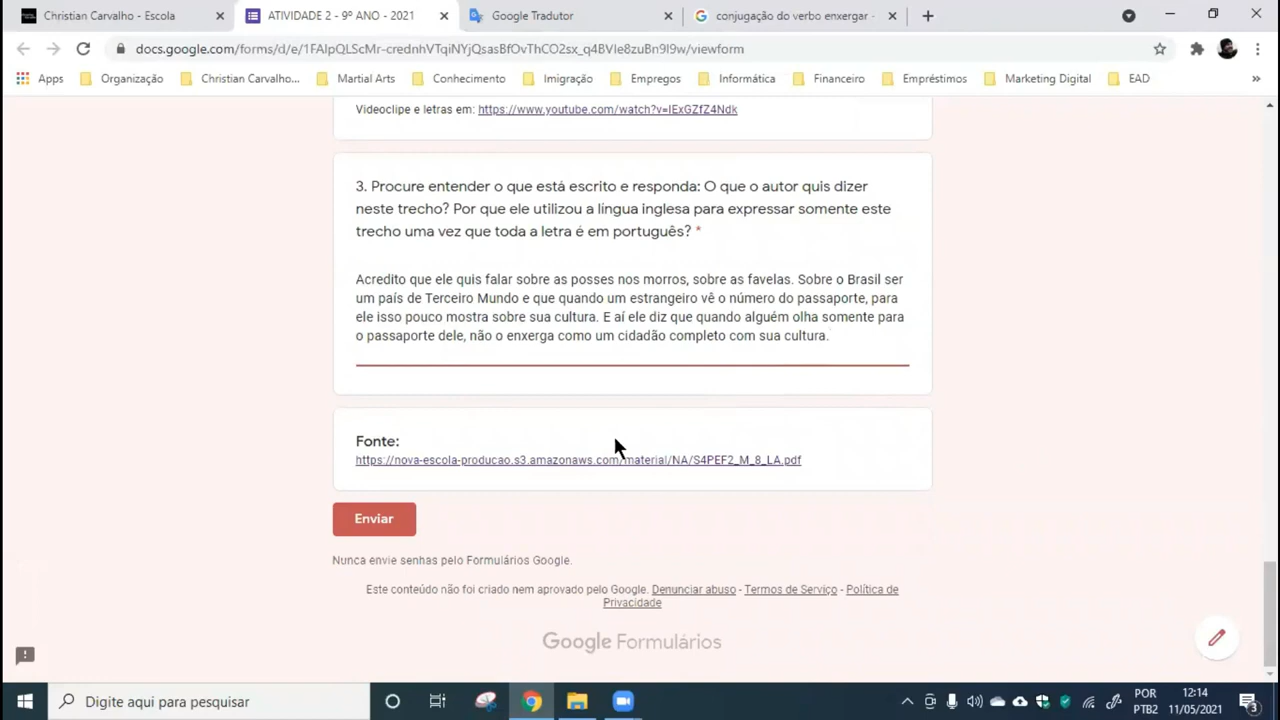 Christian Carvalho - Escola
ATIVIDADE 2 - 9º ANO - 2021
Google Tradutor
conjugação do verbo enxergar -
docs.google.com/forms/d/e/1FAIpQLScMr-crednhVTqiNYjQsasBfOvThCO2sx_q4BVle8zuBn9I9w/viewform
Apps
Organização
Christian Carvalho...
Martial Arts
Conhecimento
Imigração
Empregos
Informática
Financeiro
Empréstimos
Marketing Digital
EAD
Videoclipe e letras em: https://www.youtube.com/watch?v=IExGZfZ4Ndk
3. Procure entender o que está escrito e responda: O que o autor quis dizer
neste trecho? Por que ele utilizou a língua inglesa para expressar somente este
trecho uma vez que toda a letra é em português? *
Acredito que ele quis falar sobre as posses nos morros, sobre as favelas. Sobre o Brasil ser
um país de Terceiro Mundo e que quando um estrangeiro vê o número do passaporte, para
ele isso pouco mostra sobre sua cultura. E aí ele diz que quando alguém olha somente para
o passaporte dele, não o enxerga como um cidadão completo com sua cultura.
Fonte:
https://nova-escola-producao.s3.amazonaws.com/material/NA/S4PEF2_M_8_LA.pdf
Enviar
Nunca envie senhas pelo Formulários Google.
Este conteúdo não foi criado nem aprovado pelo Google. Denunciar abuso - Termos de Serviço - Política de
Privacidade
Google Formulários
Digite aqui para pesquisar
POR
PTB2
12:14
11/05/2021
3